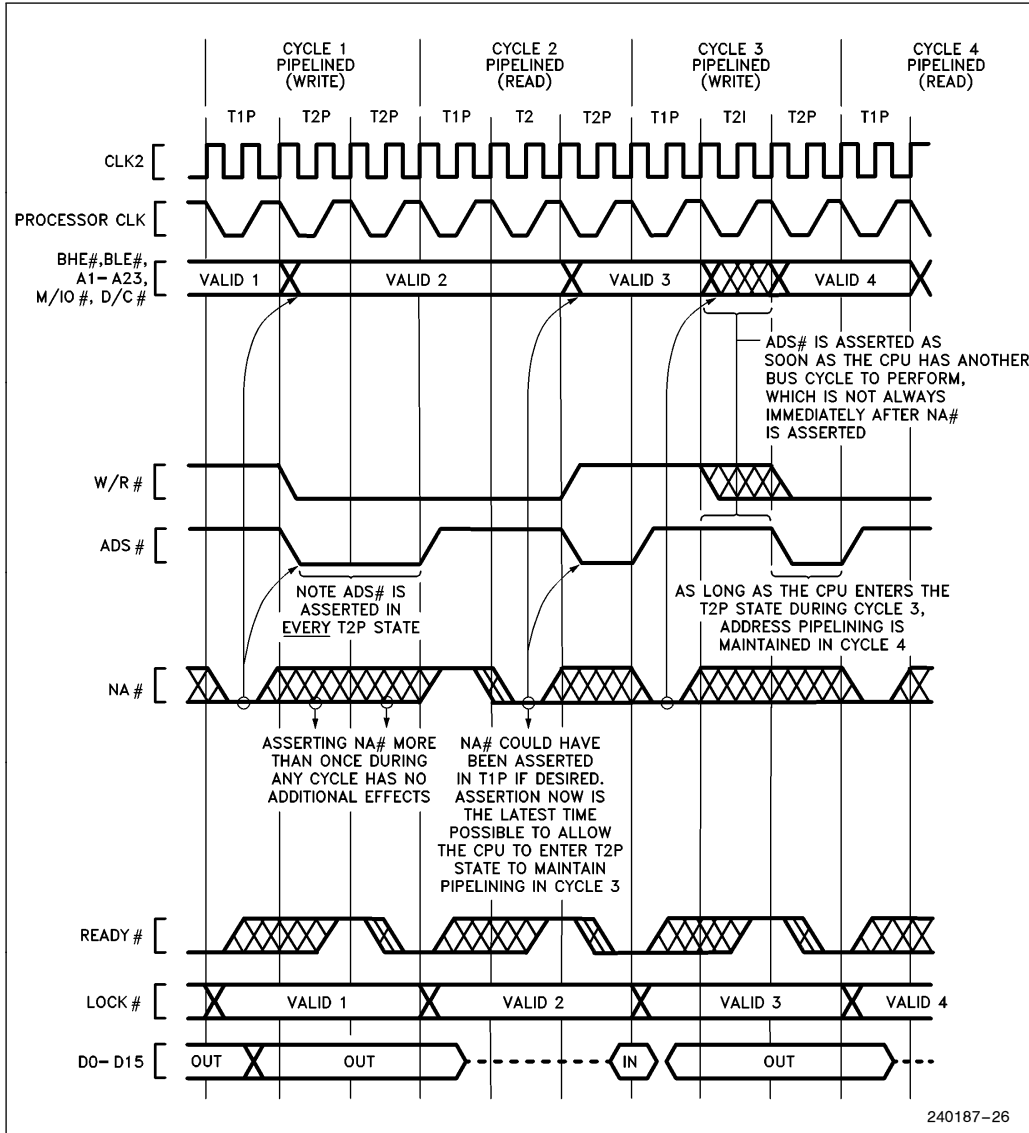 CYCLE 1
PIPELINED
(WRITE)
CYCLE 2
PIPELINED
(READ)
CYCLE 3
PIPELINED
(WRITE)
CYCLE 4
PIPELINED
(READ)
T1P T2P T2P T1P T2 T2P T1P T2I T2P T1P
CLK2
PROCESSOR CLK
BHE#,BLE#,
A1-A23,
M/IO #, D/C #
VALID 1 VALID 2 VALID 3 VALID 4
ADS# IS ASSERTED AS
SOON AS THE CPU HAS ANOTHER
BUS CYCLE TO PERFORM,
WHICH IS NOT ALWAYS
IMMEDIATELY AFTER NA#
IS ASSERTED
W/R #
ADS #
NOTE ADS# IS
ASSERTED IN
EVERY T2P STATE
AS LONG AS THE CPU ENTERS THE
T2P STATE DURING CYCLE 3,
ADDRESS PIPELINING IS
MAINTAINED IN CYCLE 4
NA #
ASSERTING NA# MORE
THAN ONCE DURING
ANY CYCLE HAS NO
ADDITIONAL EFFECTS
NA# COULD HAVE
BEEN ASSERTED
IN T1P IF DESIRED.
ASSERTION NOW IS
THE LATEST TIME
POSSIBLE TO ALLOW
THE CPU TO ENTER T2P
STATE TO MAINTAIN
PIPELINING IN CYCLE 3
READY #
LOCK # VALID 1 VALID 2 VALID 3 VALID 4
D0-D15 OUT OUT IN OUT
240187-26